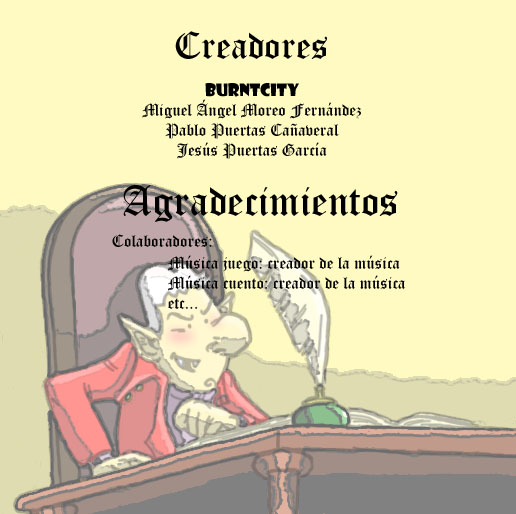 Creadores
BURNTCITY
Miguel Ángel Moreo Fernández
Pablo Puertas Cañaveral
Jesús Puertas García
Agradecimientos
Colaboradores:
Música juego: creador de la música
Música cuento: creador de la música
etc...